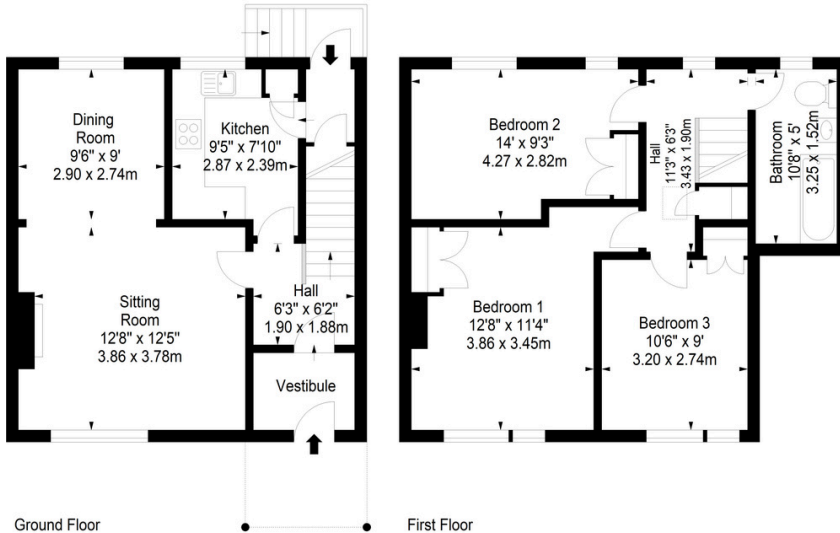 Dining
Room
9'6" x 9'
2.90 x 2.74m
Kitchen
9'5" x 7'10"
2.87 x 2.39m
Sitting
Room
12'8" x 12'5"
3.86 x 3.78m
Hall
6'3" x 6'2"
1.90 x 1.88m
Vestibule
Ground Floor
Bedroom 2
14' x 9'3"
4.27 x 2.82m
Hall
11'3" x 6'3"
3.43 x 1.90m
Bathroom
10'8" x 5'
3.25 x 1.52m
Bedroom 1
12'8" x 11'4"
3.86 x 3.45m
Bedroom 3
10'6" x 9'
3.20 x 2.74m
First Floor